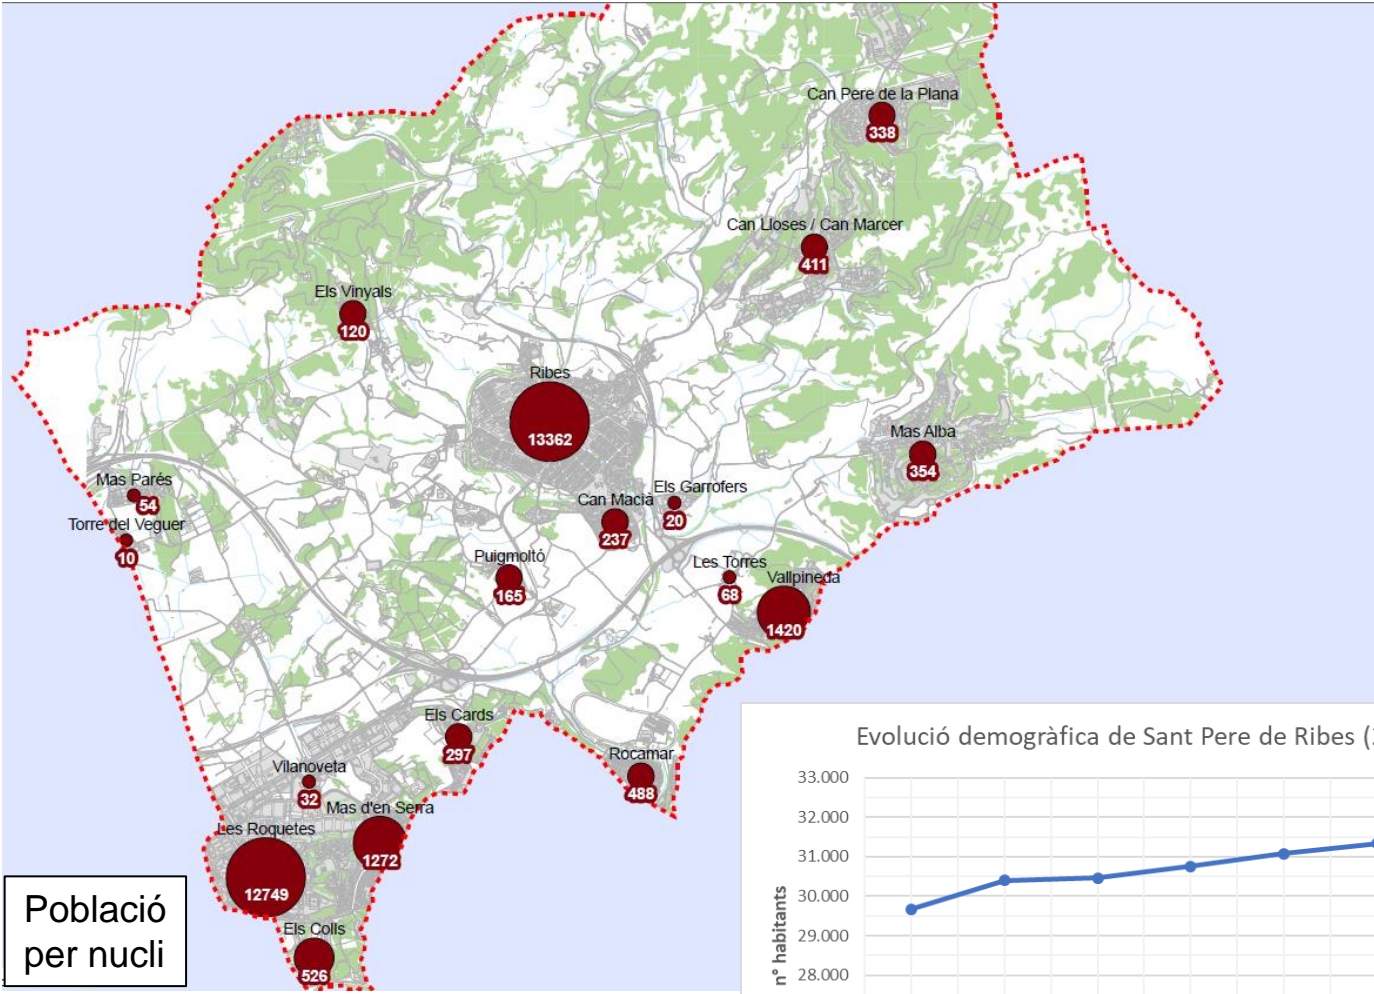 Can Pere de la Plana
338
Can Lloses / Can Marcer
411
Els Vinyals
120
Ribes
13362
Mas Alba
354
Mas Parés
54
Torre del Veguer
10
Els Garrofers
20
Can Macià
237
Puigmoltó
165
Les Torres
68
Vallpineda
1420
Els Cards
297
Rocamar
488
Vilanoveta
32
Mas d'en Serra
1272
Les Roquetes
12749
Els Colls
526
Població
per nucli
Evolució demogràfica de Sant Pere de Ribes (
33.000
32.000
31.000
30.000
29.000
28.000
n° habitants